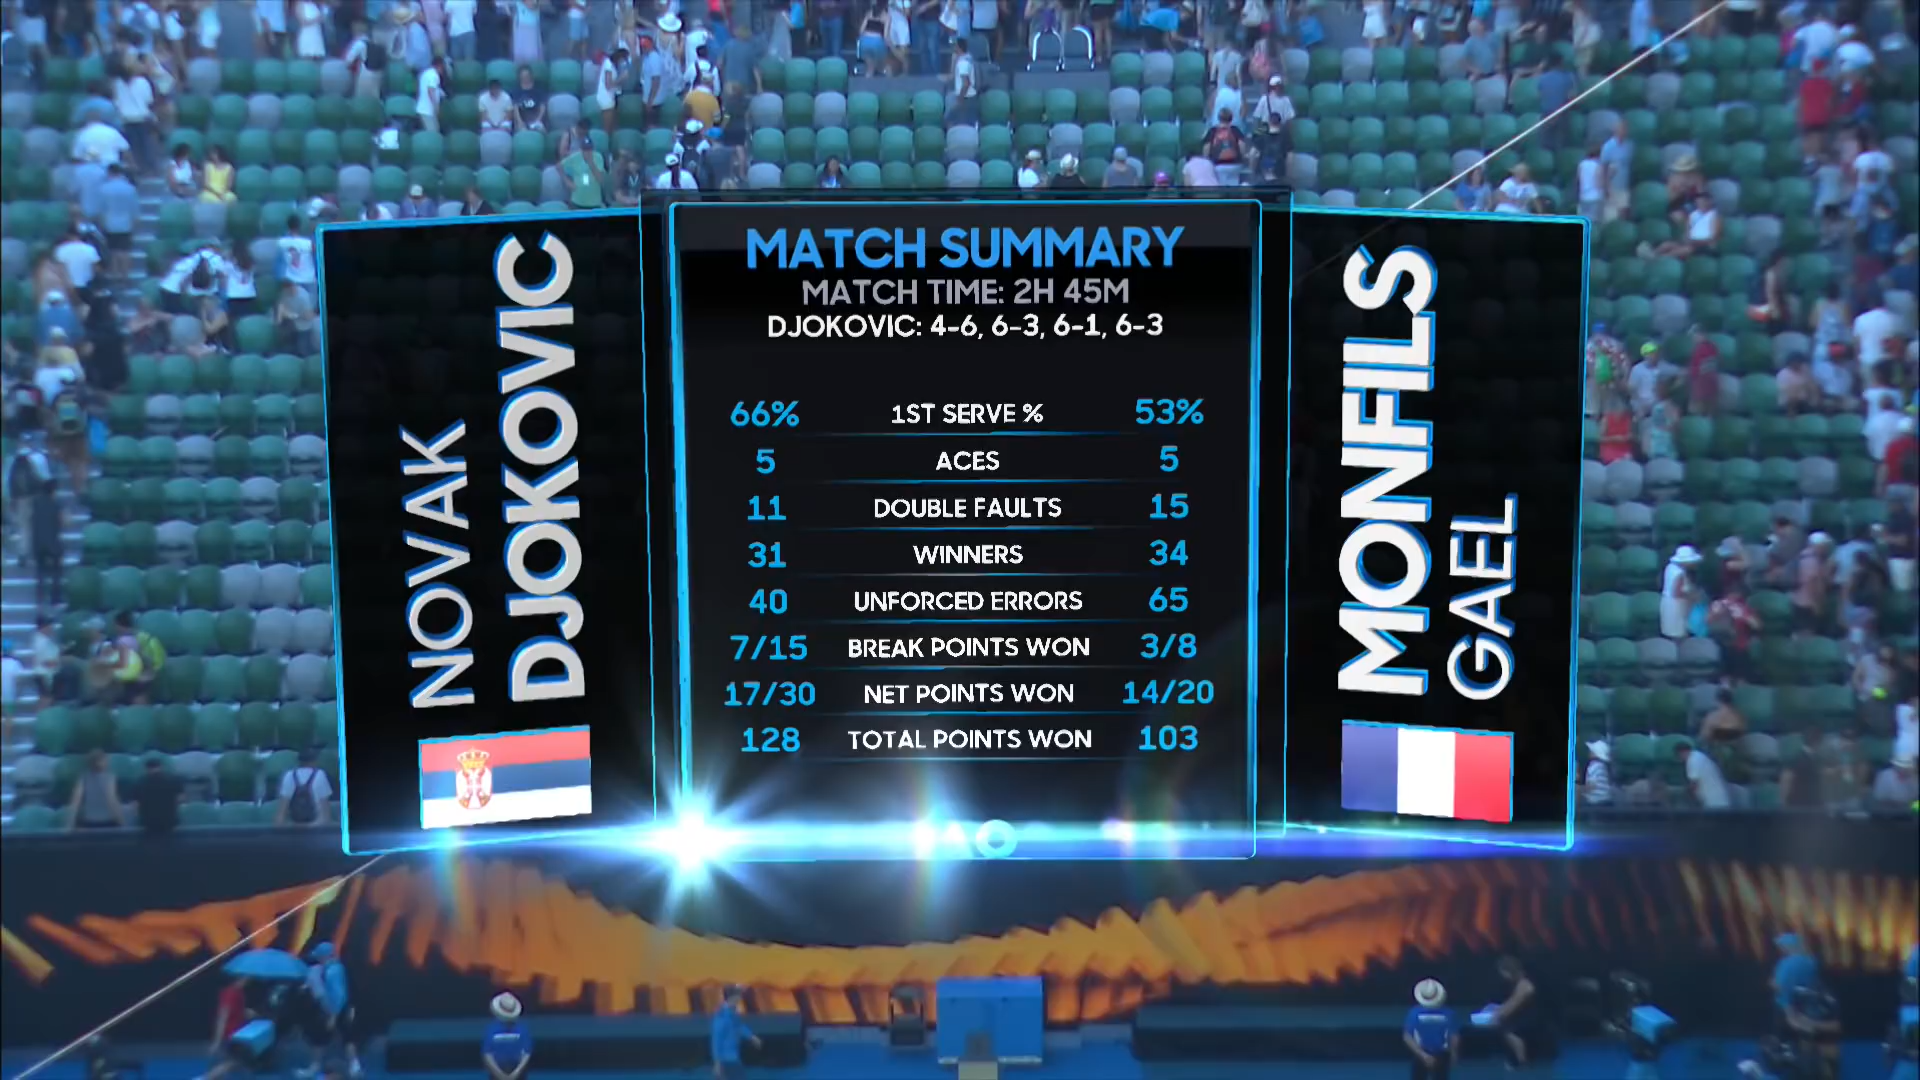 NOVAK
DJOKOVIC
MATCH SUMMARY
MATCH TIME: 2H 45M
DJOKOVIC: 4-6, 6-3, 6-1, 6-3
66% 1ST SERVE % 53%
5 ACES 5
11 DOUBLE FAULTS 15
31 WINNERS 34
40 UNFORCED ERRORS 65
7/15 BREAK POINTS WON 3/8
17/30 NET POINTS WON 14/20
128 TOTAL POINTS WON 103
MONFILS
GAEL